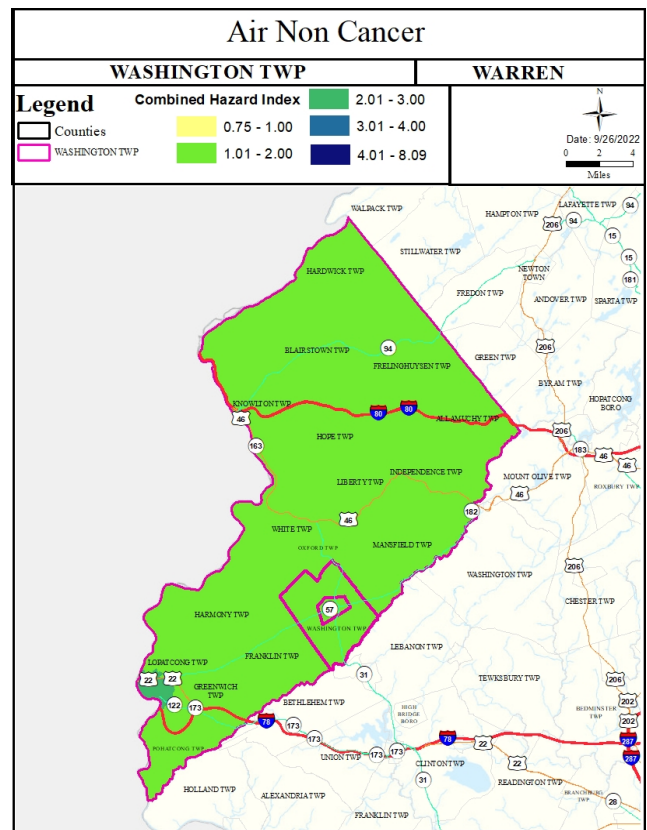 Air Non Cancer
WASHINGTON TWP
WARREN
Legend
Counties
WASHINGTON TWP
Combined Hazard Index
0.75 - 1.00
1.01 - 2.00
2.01 - 3.00
3.01 - 4.00
4.01 - 8.09
N
Date: 9/26/2022
0 2 4
Miles
WALPACK TWP
LAFAYETTE TWP
94
HAMPTON TWP
206
94
15
STILLWATER TWP
15
HARDWICK TWP
NEWTON
TOWN
181
FREDON TWP
ANDOVER TWP
SPARTA TWP
94
BLAIRSTOWN TWP
206
GREEN TWP
FRELINGHUYSEN TWP
BYRAM TWP
HOPATCONG
BORO
KNOWLTON TWP
80
80
46
ALLAMUCHY TWP
206
HOPE TWP
163
183
46
46
INDEPENDENCE TWP
MOUNT OLIVE TWP
LIBERTY TWP
ROXBURY TWP
46
182
46
WHITE TWP
OXFORD TWP
MANSFIELD TWP
206
WASHINGTON TWP
CHESTER TWP
57
HARMONY TWP
WASHINGTON TWP
LEBANON TWP
FRANKLIN TWP
LOPATCONG TWP
31
TEWKSBURY TWP
22
22
206
GREENWICH
TWP
BETHLEHEM TWP
202
122
173
HIGH
BRIDGE
BORO
BEDMINSTER
TWP
78
173
202
173
78
287
POHATCONG TWP
22
173
173
UNION TWP
CLINTON TWP
22
287
31
READINGTON TWP
HOLLAND TWP
ALEXANDRIA TWP
BRANCHBURG
TWP
28
FRANKLIN TWP